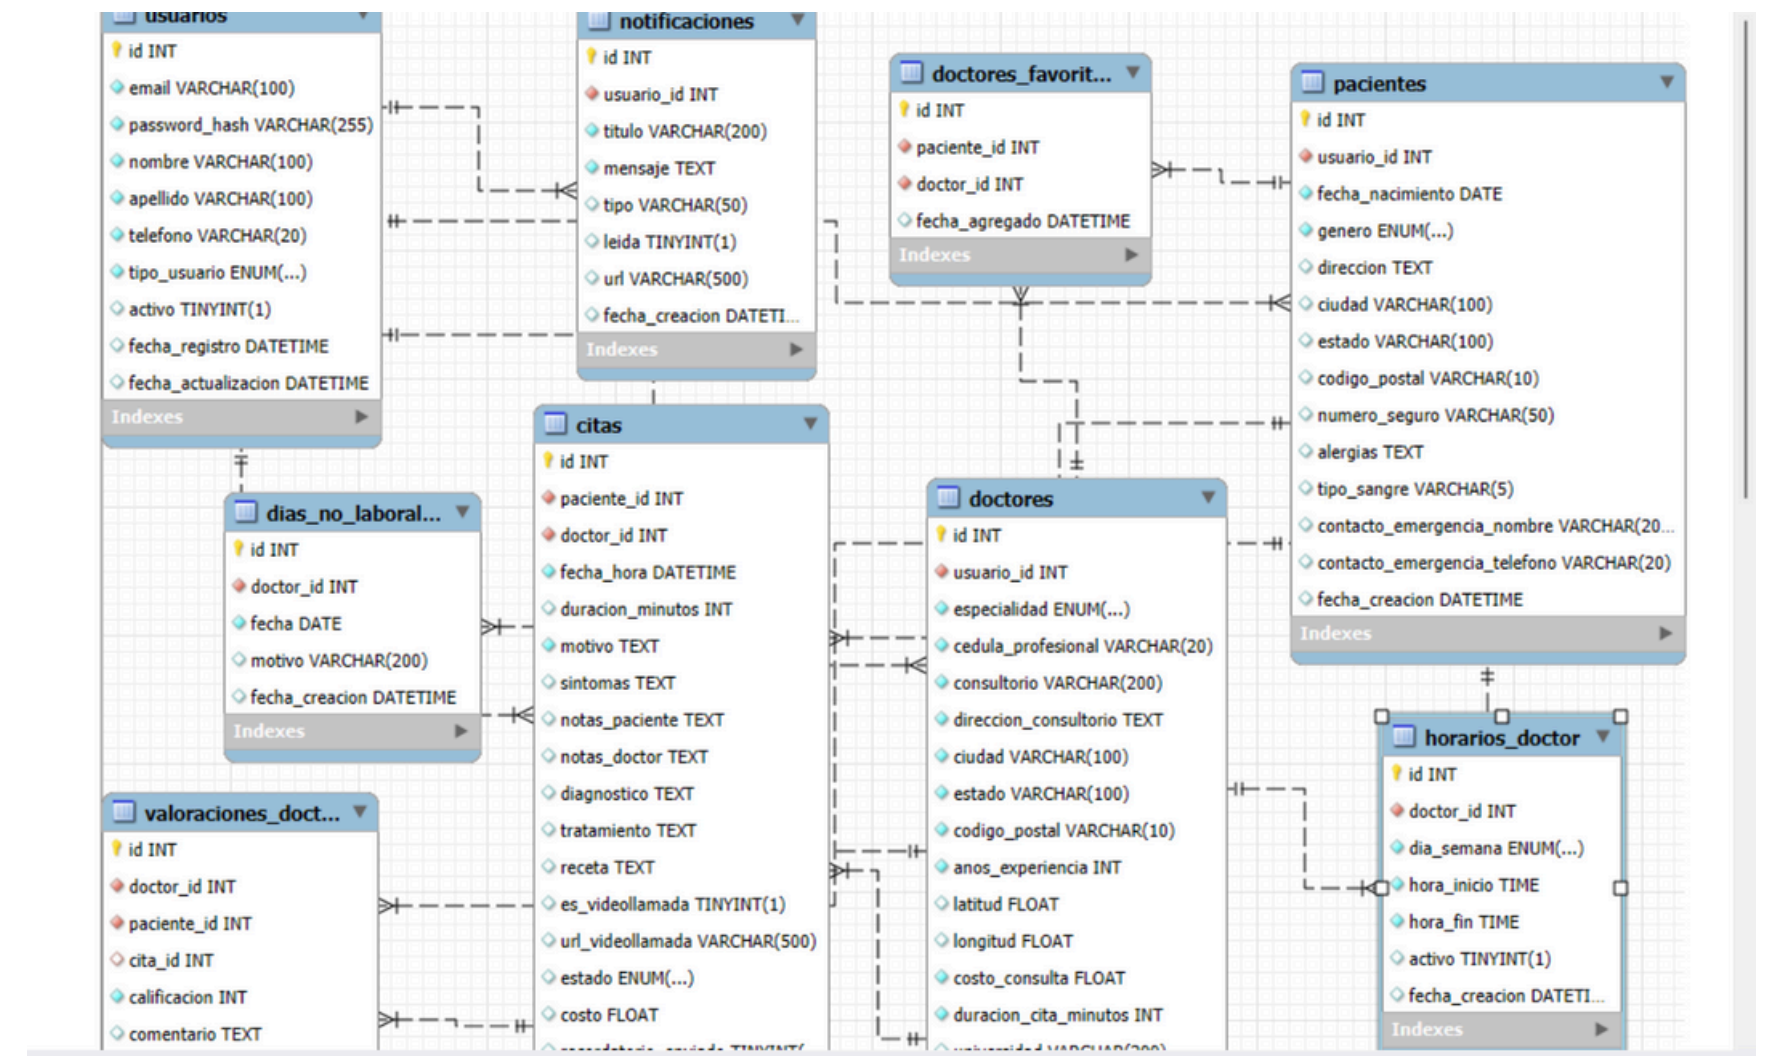 usuarios
id INT
email VARCHAR(100)
password_hash VARCHAR(255)
nombre VARCHAR(100)
apellido VARCHAR(100)
telefono VARCHAR(20)
tipo_usuario ENUM(...)
activo TINYINT(1)
fecha_registro DATETIME
fecha_actualizacion DATETIME
Indexes
notificaciones
id INT
usuario_id INT
titulo VARCHAR(200)
mensaje TEXT
tipo VARCHAR(50)
leida TINYINT(1)
url VARCHAR(500)
fecha_creacion DATETI...
Indexes
doctores_favorit...
id INT
paciente_id INT
doctor_id INT
fecha_agregado DATETIME
Indexes
pacientes
id INT
usuario_id INT
fecha_nacimiento DATE
genero ENUM(...)
direccion TEXT
ciudad VARCHAR(100)
estado VARCHAR(100)
codigo_postal VARCHAR(10)
numero_seguro VARCHAR(50)
alergias TEXT
tipo_sangre VARCHAR(5)
contacto_emergencia_nombre VARCHAR(20...
contacto_emergencia_telefono VARCHAR(20)
fecha_creacion DATETIME
Indexes
dias_no_laboral...
id INT
doctor_id INT
fecha DATE
motivo VARCHAR(200)
fecha_creacion DATETIME
Indexes
citas
id INT
paciente_id INT
doctor_id INT
fecha_hora DATETIME
duracion_minutos INT
motivo TEXT
sintomas TEXT
notas_paciente TEXT
notas_doctor TEXT
diagnostico TEXT
tratamiento TEXT
receta TEXT
es_videollamada TINYINT(1)
url_videollamada VARCHAR(500)
estado ENUM(...)
costo FLOAT
recordatorio_enviado TINYINT(
doctores
id INT
usuario_id INT
especialidad ENUM(...)
cedula_profesional VARCHAR(20)
consultorio VARCHAR(200)
direccion_consultorio TEXT
ciudad VARCHAR(100)
estado VARCHAR(100)
codigo_postal VARCHAR(10)
anos_experiencia INT
latitud FLOAT
longitud FLOAT
costo_consulta FLOAT
duracion_cita_minutos INT
universidad VARCHAR(200)
horarios_doctor
id INT
doctor_id INT
dia_semana ENUM(...)
hora_inicio TIME
hora_fin TIME
activo TINYINT(1)
fecha_creacion DATETI...
Indexes
valoraciones_doct...
id INT
doctor_id INT
paciente_id INT
cita_id INT
calificacion INT
comentario TEXT